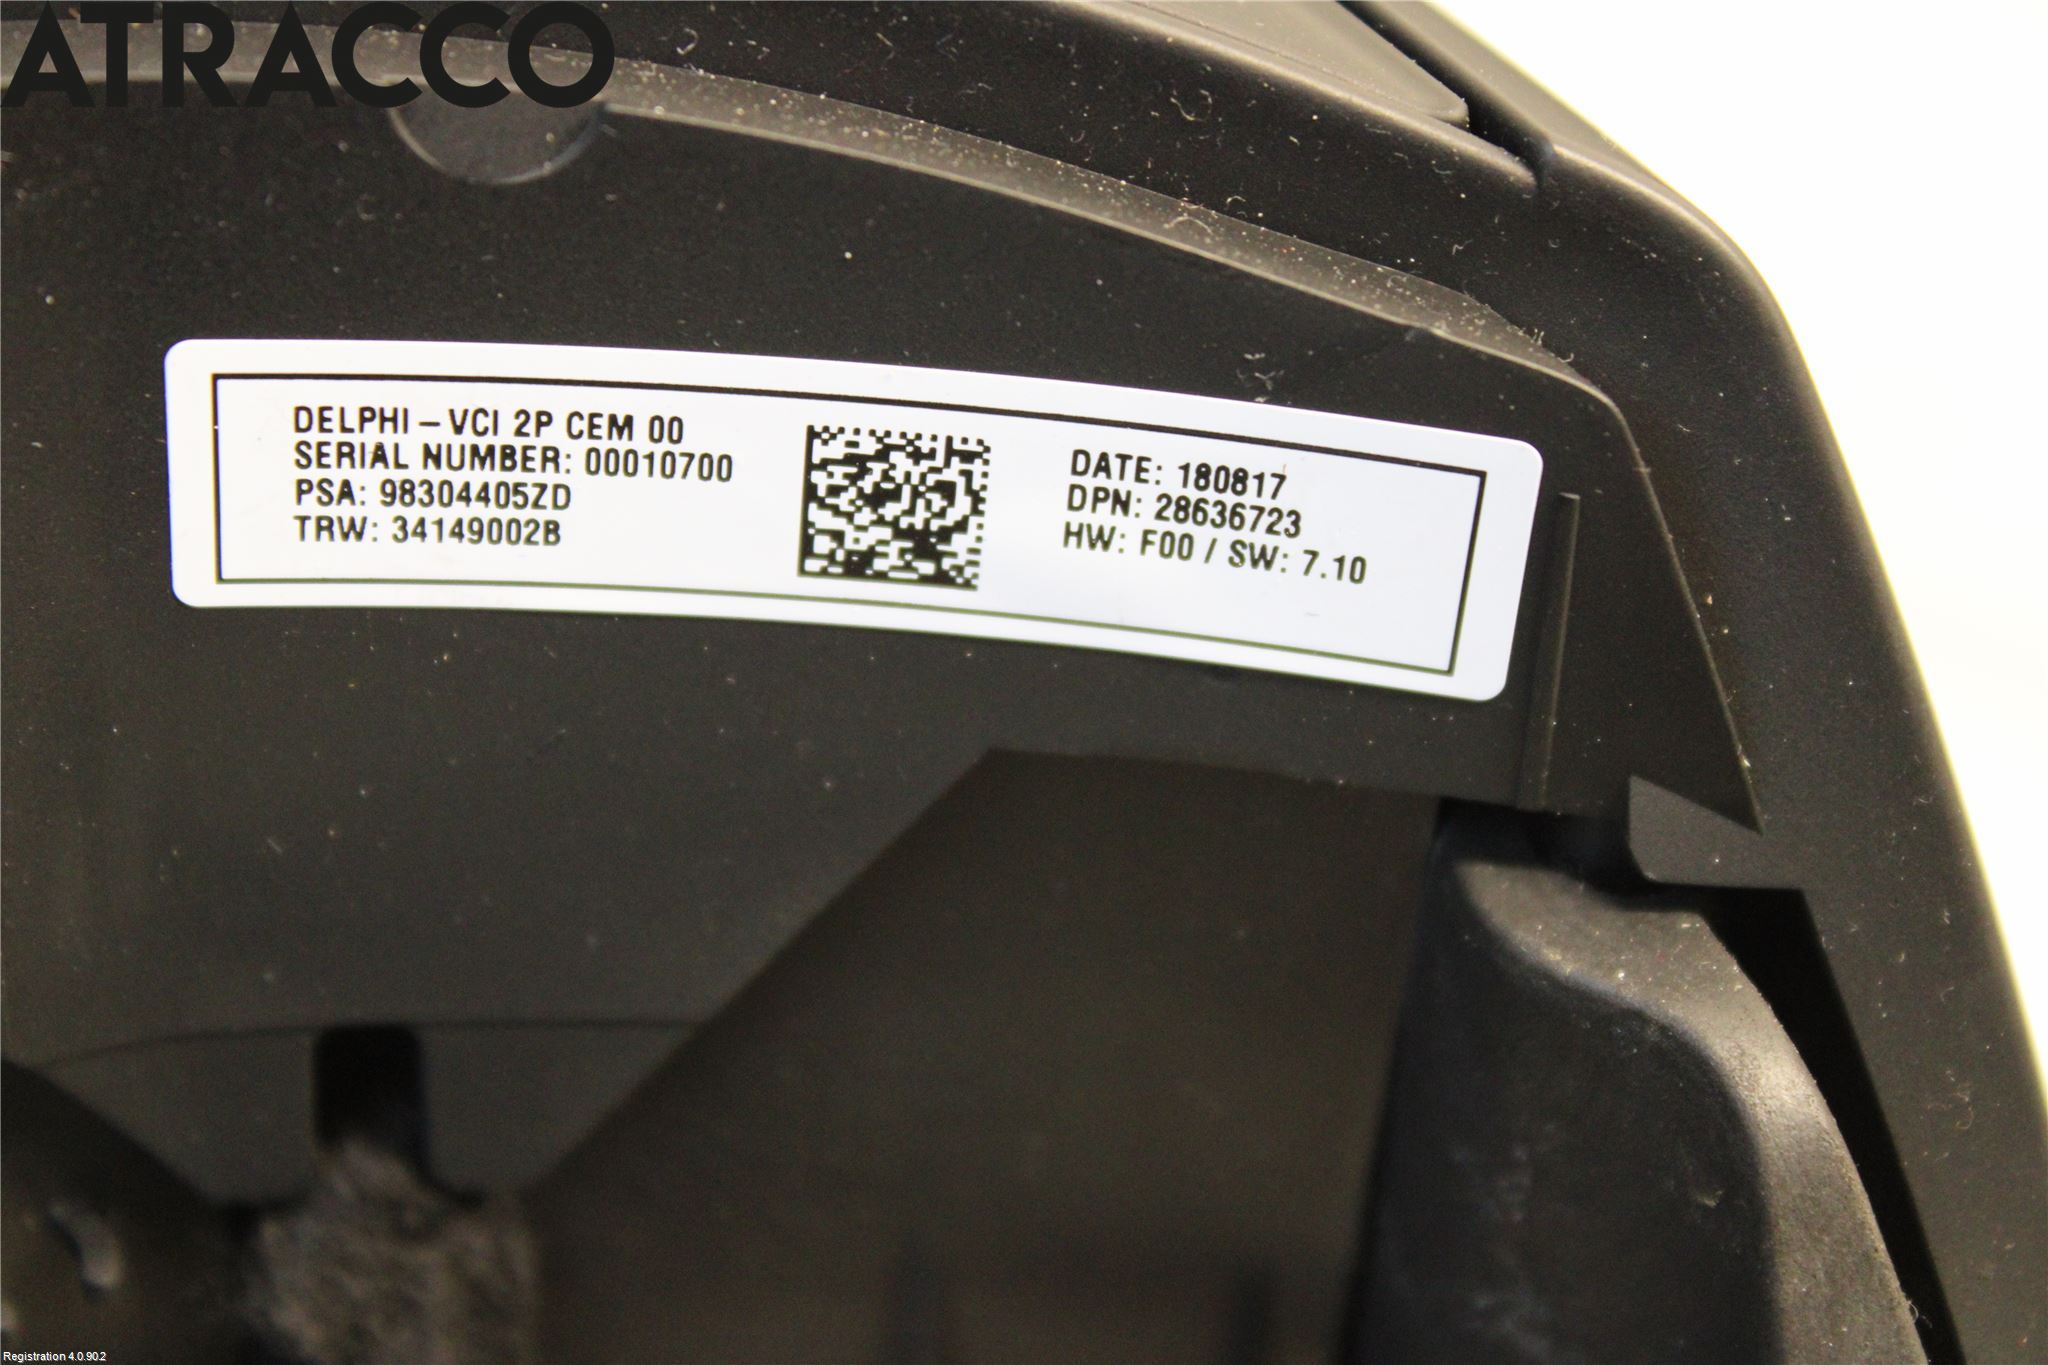 ATRACCO
DELPHI – VCI 2P CEM 00
SERIAL NUMBER: 00010700
PSA: 98304405ZD
TRW: 34149002B
DATE: 180817
DPN: 28636723
HW: F00 / SW: 7.10
Registration 4.0.90.2